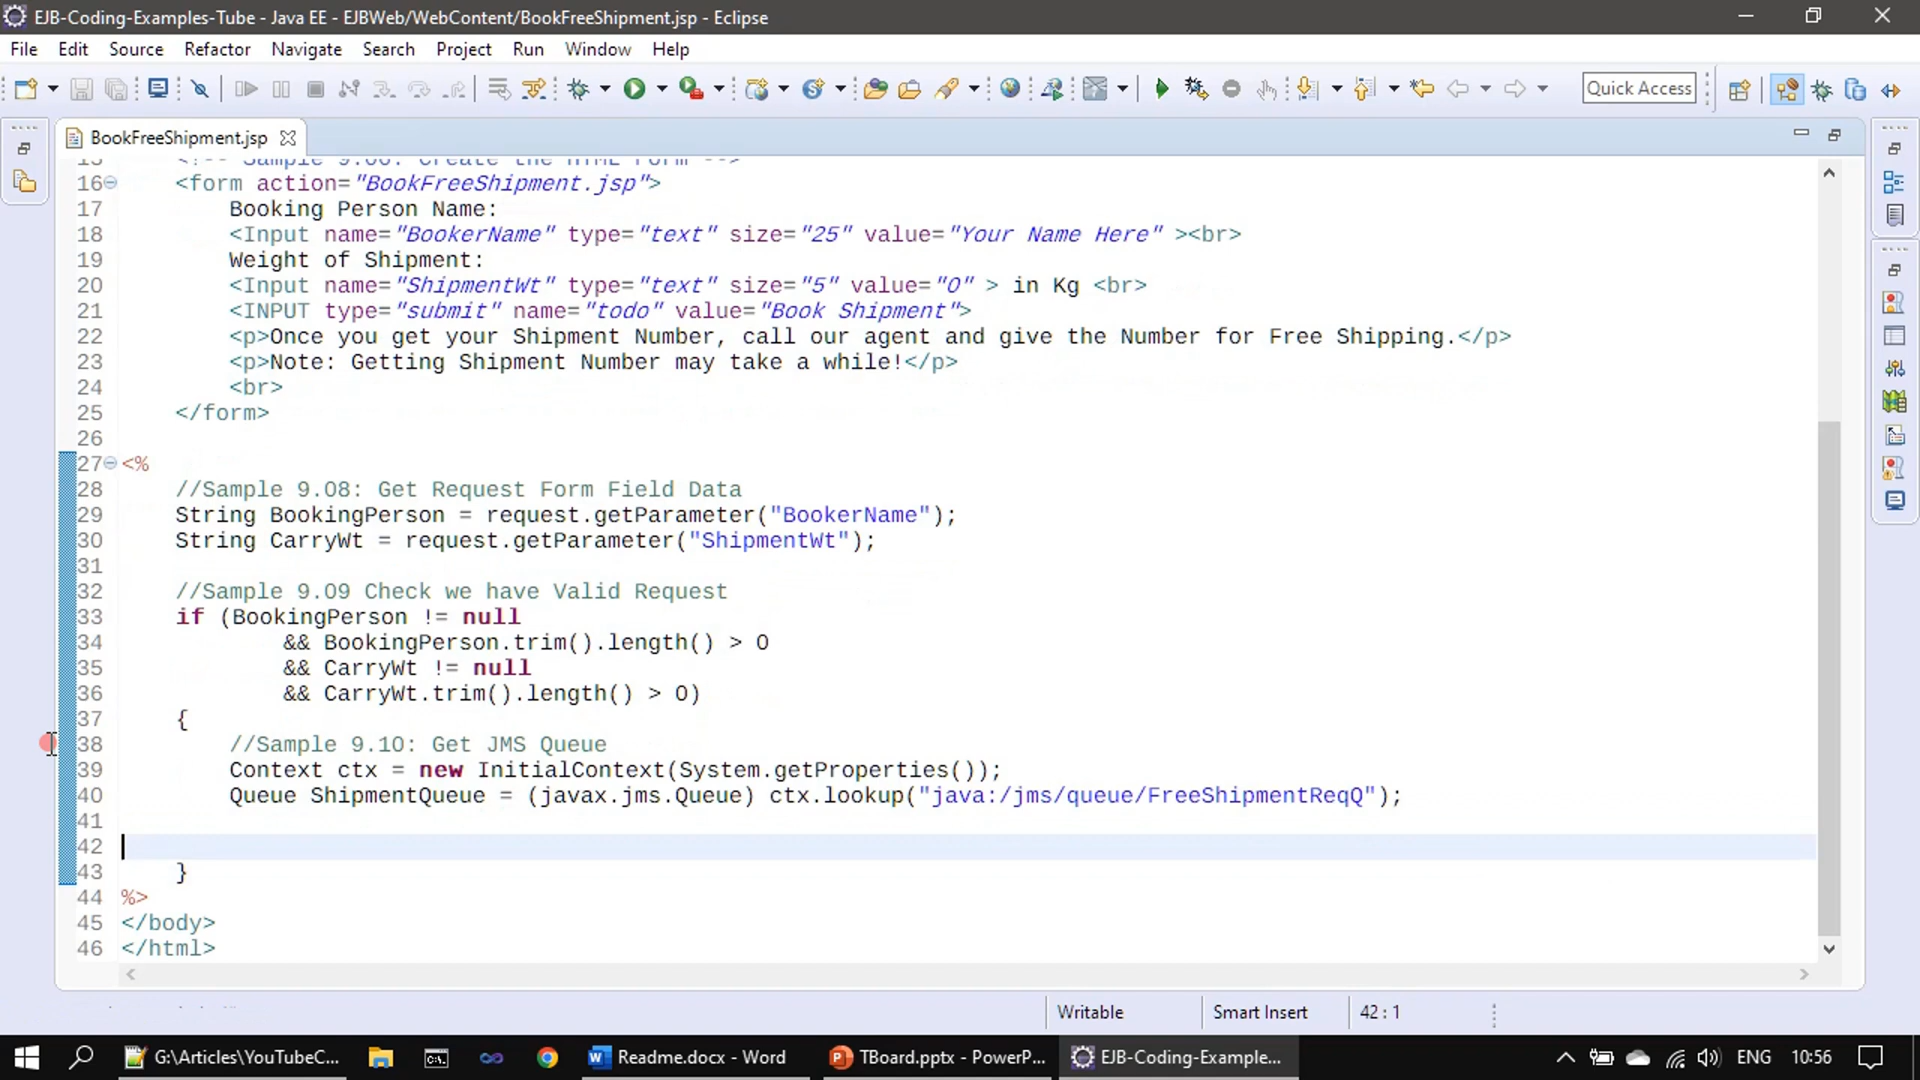 EJB-Coding-Examples-Tube - Java EE - EJBWeb/WebContent/BookFreeShipment.jsp - Eclipse
File Edit Source Refactor Navigate Search Project Run Window Help
Quick Access
BookFreeShipment.jsp
15 <!-- Sample 9.06: Create the HTML Form -->
16 <form action="BookFreeShipment.jsp">
17 Booking Person Name:
18 <Input name="BookerName" type="text" size="25" value="Your Name Here" ><br>
19 Weight of Shipment:
20 <Input name="ShipmentWt" type="text" size="5" value="0" > in Kg <br>
21 <INPUT type="submit" name="todo" value="Book Shipment">
22 <p>Once you get your Shipment Number, call our agent and give the Number for Free Shipping.</p>
23 <p>Note: Getting Shipment Number may take a while!</p>
24 <br>
25 </form>
26
27 <%
28 //Sample 9.08: Get Request Form Field Data
29 String BookingPerson = request.getParameter("BookerName");
30 String CarryWt = request.getParameter("ShipmentWt");
31
32 //Sample 9.09 Check we have Valid Request
33 if (BookingPerson != null
34 && BookingPerson.trim().length() > 0
35 && CarryWt != null
36 && CarryWt.trim().length() > 0)
37 {
38 //Sample 9.10: Get JMS Queue
39 Context ctx = new InitialContext(System.getProperties());
40 Queue ShipmentQueue = (javax.jms.Queue) ctx.lookup("java:/jms/queue/FreeShipmentReqQ");
41
42
43 }
44 %>
45 </body>
46 </html>
Writable Smart Insert 42 : 1
G:\Articles\YouTubeC... Readme.docx - Word TBoard.pptx - PowerP... EJB-Coding-Example... ENG 10:56